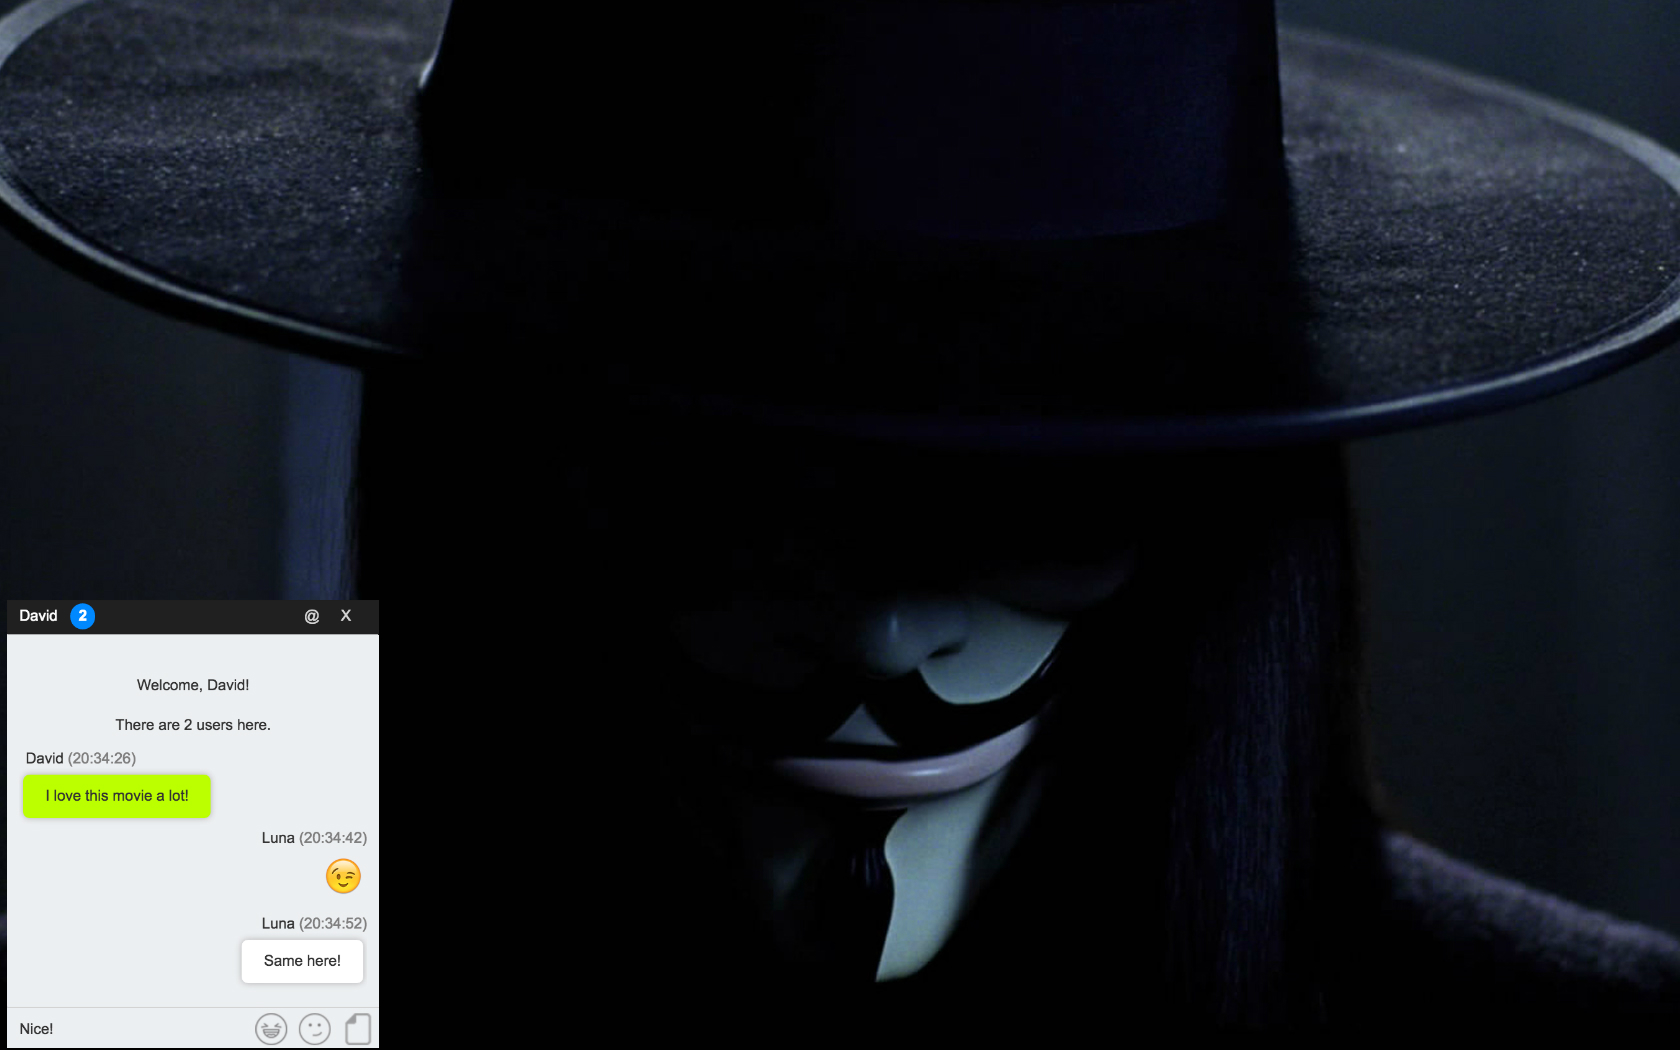 David 2 @ X
Welcome, David!
There are 2 users here.
David (20:34:26)
I love this movie a lot!
Luna (20:34:42)
Luna (20:34:52)
Same here!
Nice!